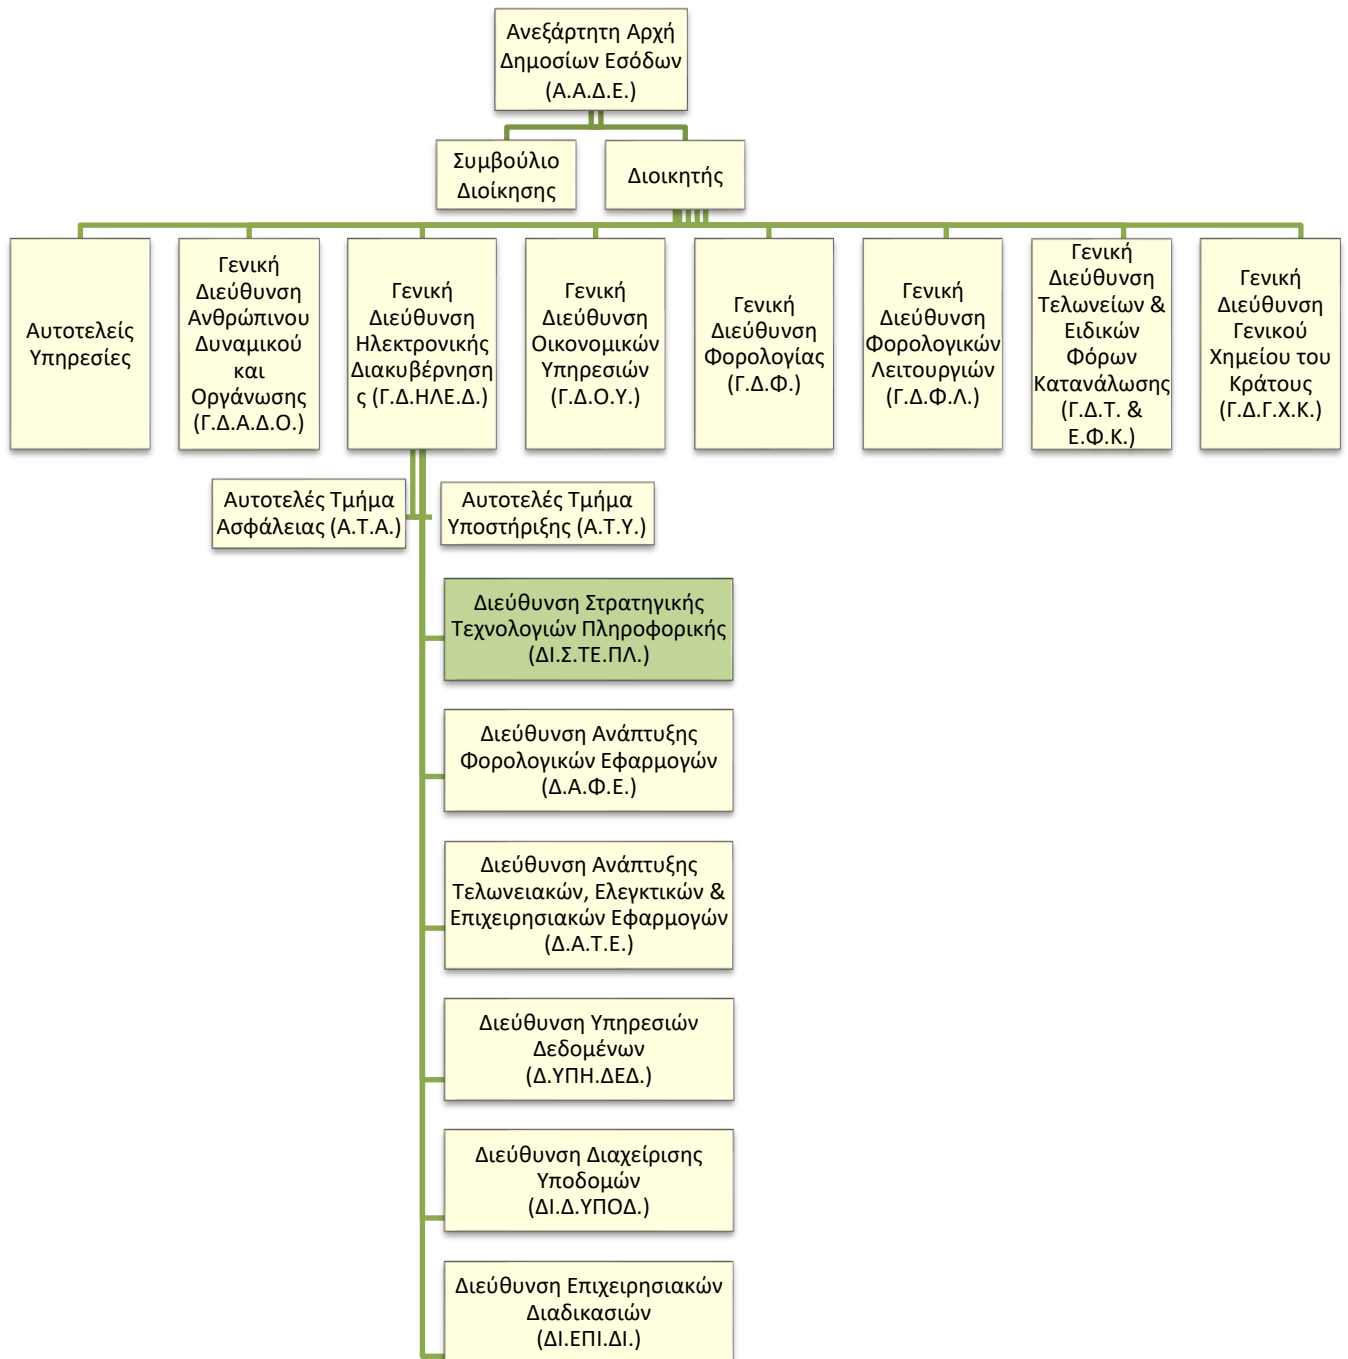 Ανεξάρτητη Αρχή
Δημοσίων Εσόδων
(Α.Α.Δ.Ε.)
Συμβούλιο
Διοίκησης
Διοικητής
Αυτοτελείς
Υπηρεσίες
Γενική
Διεύθυνση
Ανθρώπινου
Δυναμικού
και
Οργάνωσης
(Γ.Δ.Α.Δ.Ο.)
Γενική
Διεύθυνση
Ηλεκτρονικής
Διακυβέρνηση
ς (Γ.Δ.ΗΛΕ.Δ.)
Γενική
Διεύθυνση
Οικονομικών
Υπηρεσιών
(Γ.Δ.Ο.Υ.)
Γενική
Διεύθυνση
Φορολογίας
(Γ.Δ.Φ.)
Γενική
Διεύθυνση
Φορολογικών
Λειτουργιών
(Γ.Δ.Φ.Λ.)
Γενική
Διεύθυνση
Τελωνείων &
Ειδικών
Φόρων
Κατανάλωσης
(Γ.Δ.Τ. &
Ε.Φ.Κ.)
Γενική
Διεύθυνση
Γενικού
Χημείου του
Κράτους
(Γ.Δ.Γ.Χ.Κ.)
Αυτοτελές Τμήμα
Ασφάλειας (Α.Τ.Α.)
Αυτοτελές Τμήμα
Υποστήριξης (Α.Τ.Υ.)
Διεύθυνση Στρατηγικής
Τεχνολογιών Πληροφορικής
(ΔΙ.Σ.ΤΕ.ΠΛ.)
Διεύθυνση Ανάπτυξης
Φορολογικών Εφαρμογών
(Δ.Α.Φ.Ε.)
Διεύθυνση Ανάπτυξης
Τελωνειακών, Ελεγκτικών &
Επιχειρησιακών Εφαρμογών
(Δ.Α.Τ.Ε.)
Διεύθυνση Υπηρεσιών
Δεδομένων
(Δ.ΥΠΗ.ΔΕΔ.)
Διεύθυνση Διαχείρισης
Υποδομών
(ΔΙ.Δ.ΥΠΟΔ.)
Διεύθυνση Επιχειρησιακών
Διαδικασιών
(ΔΙ.ΕΠΙ.ΔΙ.)